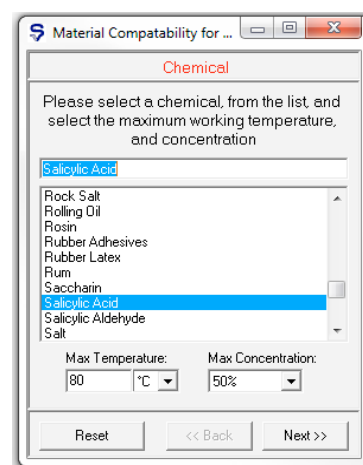 Material Compatability for ...
Chemical
Please select a chemical, from the list, and
select the maximum working temperature,
and concentration
Salicylic Acid
Rock Salt
Rolling Oil
Rosin
Rubber Adhesives
Rubber Latex
Rum
Saccharin
Salicylic Acid
Salicylic Aldehyde
Salt
Max Temperature: Max Concentration:
80 °C 50%
Reset << Back Next >>